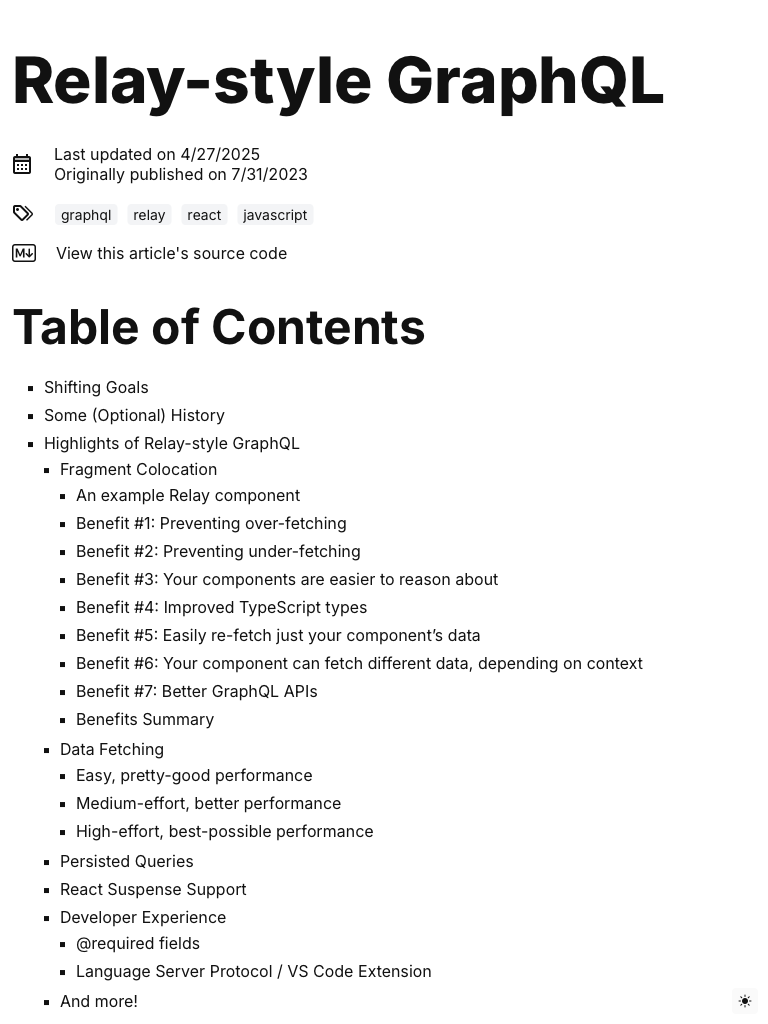 Relay-style GraphQL
Last updated on 4/27/2025
Originally published on 7/31/2023
graphql relay react javascript
View this article's source code
Table of Contents
Shifting Goals
Some (Optional) History
Highlights of Relay-style GraphQL
Fragment Colocation
An example Relay component
Benefit #1: Preventing over-fetching
Benefit #2: Preventing under-fetching
Benefit #3: Your components are easier to reason about
Benefit #4: Improved TypeScript types
Benefit #5: Easily re-fetch just your component’s data
Benefit #6: Your component can fetch different data, depending on context
Benefit #7: Better GraphQL APIs
Benefits Summary
Data Fetching
Easy, pretty-good performance
Medium-effort, better performance
High-effort, best-possible performance
Persisted Queries
React Suspense Support
Developer Experience
@required fields
Language Server Protocol / VS Code Extension
And more!